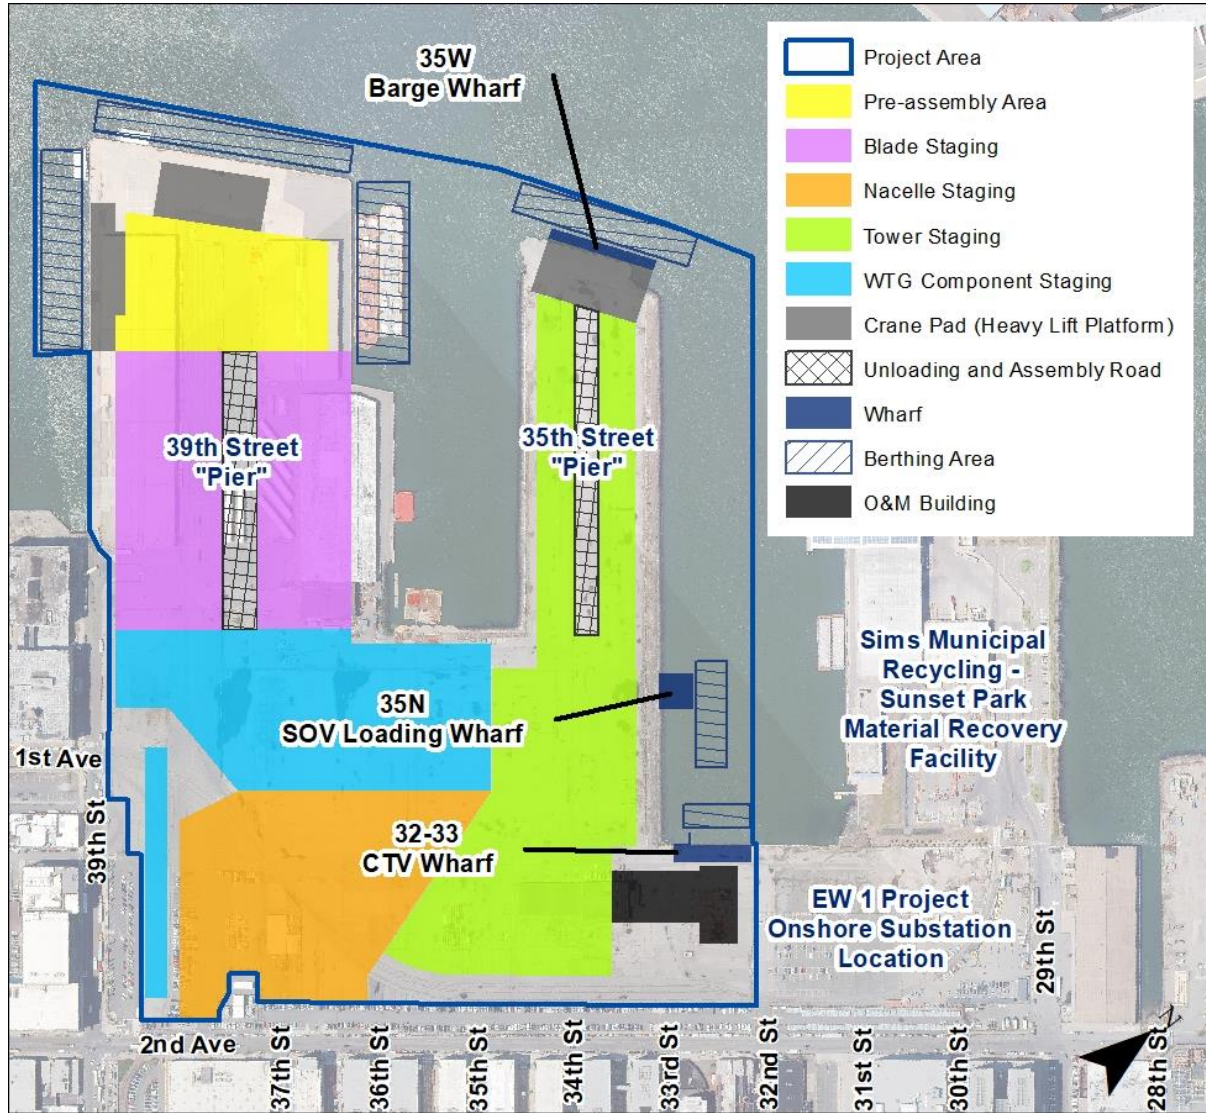 35W
Barge Wharf
Project Area
Pre-assembly Area
Blade Staging
Nacelle Staging
Tower Staging
WTG Component Staging
Crane Pad (Heavy Lift Platform)
Unloading and Assembly Road
Wharf
Berthing Area
O&M Building
39th Street
"Pier"
35th Street
"Pier"
35N
SOV Loading Wharf
Sims Municipal
Recycling -
Sunset Park
Material Recovery
Facility
1st Ave
39th St
32-33
CTV Wharf
EW 1 Project
Onshore Substation
Location
29th St
2nd Ave
37th St
36th St
35th St
34th St
33rd St
32nd St
31st St
30th St
28th St
N